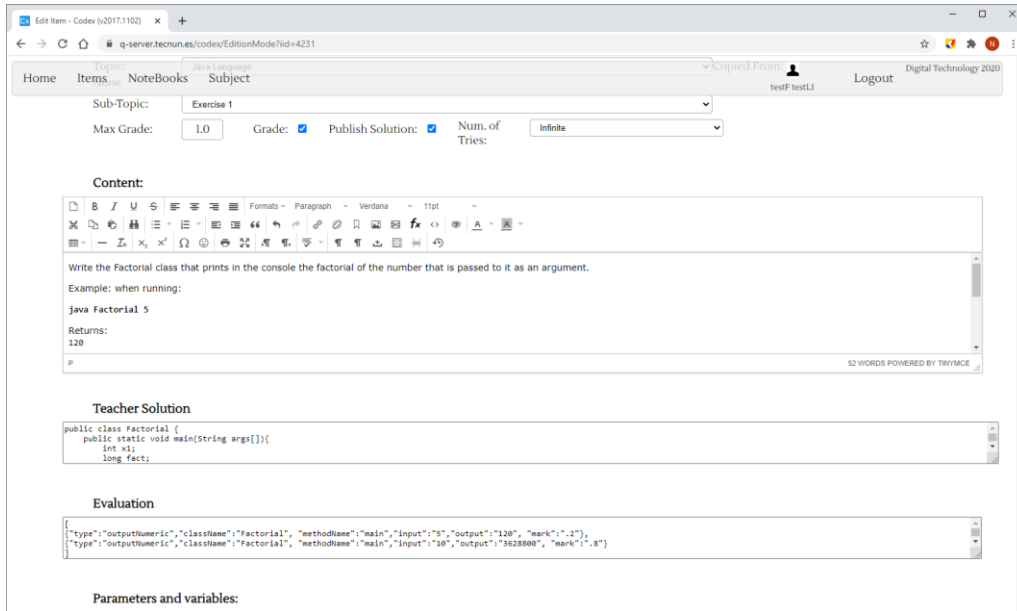 Edit Item - Codex (v2017.1102)
q-server.tecnun.es/codex/EditionMode?iid=4231
Topic: Java Language Copied From:
None
Home Items NoteBooks Subject testF testLI Logout Digital Technology 2020
Sub-Topic: Exercise 1
Max Grade: 1.0 Grade: Publish Solution: Num. of Tries: Infinite
Content:
Formats Paragraph Verdana 11pt
Write the Factorial class that prints in the console the factorial of the number that is passed to it as an argument.
Example: when running:
java Factorial 5
Returns:
120
P 52 WORDS POWERED BY TINYMCE
Teacher Solution
public class Factorial {
public static void main(String args[]){
int x1;
long fact;
Evaluation
[
{"type":"outputNumeric","className":"Factorial", "methodName":"main","input":"5","output":"120", "mark":".2"},
{"type":"outputNumeric","className":"Factorial", "methodName":"main","input":"10","output":"3628800", "mark":".8"}
]
Parameters and variables: